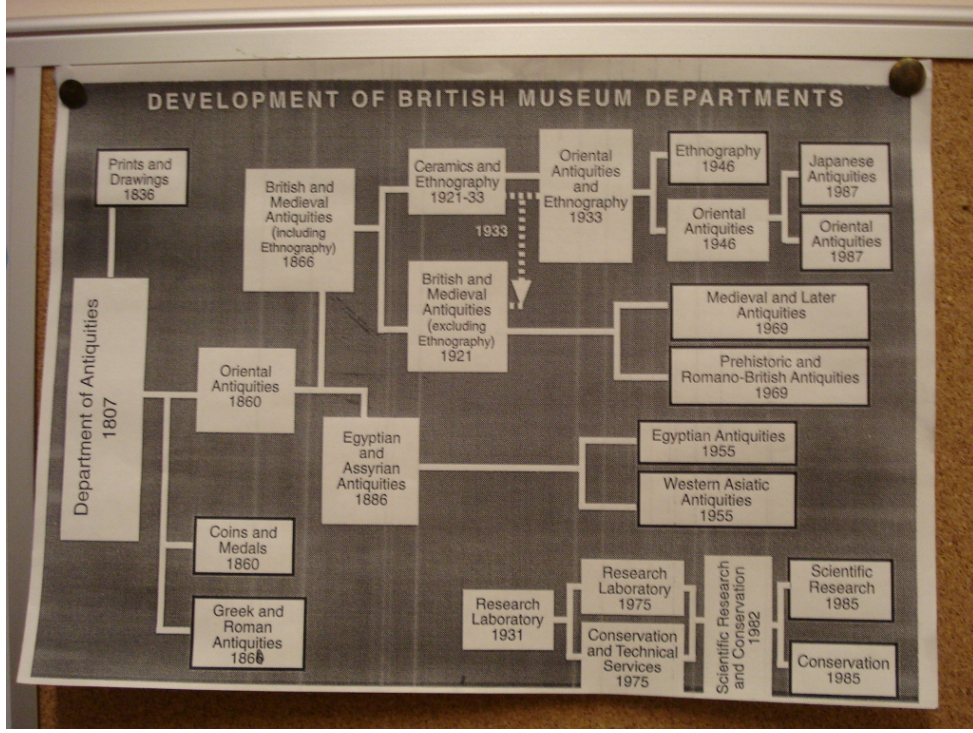 DEVELOPMENT OF BRITISH MUSEUM DEPARTMENTS
Prints and
Drawings
1836
Department of Antiquities
1807
British and
Medieval
Antiquities
(including
Ethnography)
1866
Oriental
Antiquities
1860
Coins and
Medals
1860
Greek and
Roman
Antiquities
Egyptian
and
Assyrian
Antiquities
1886
Ceramics and
Ethnography
1921-33
1933
British and
Medieval
Antiquities
(excluding
Ethnography)
1921
Oriental
Antiquities
and
Ethnography
1933
Ethnography
1946
Oriental
Antiquities
1946
Japanese
Antiquities
1987
Oriental
Antiquities
1987
Medieval and Later
Antiquities
1969
Prehistoric and
Romano-British Antiquities
1969
Egyptian Antiquities
1955
Western Asiatic
Antiquities
1955
Research
Laboratory
1931
Research
Laboratory
1975
Conservation
and Technical
Services
1975
Scientific Research
and Conservation
1982
Scientific
Research
1985
Conservation
1985